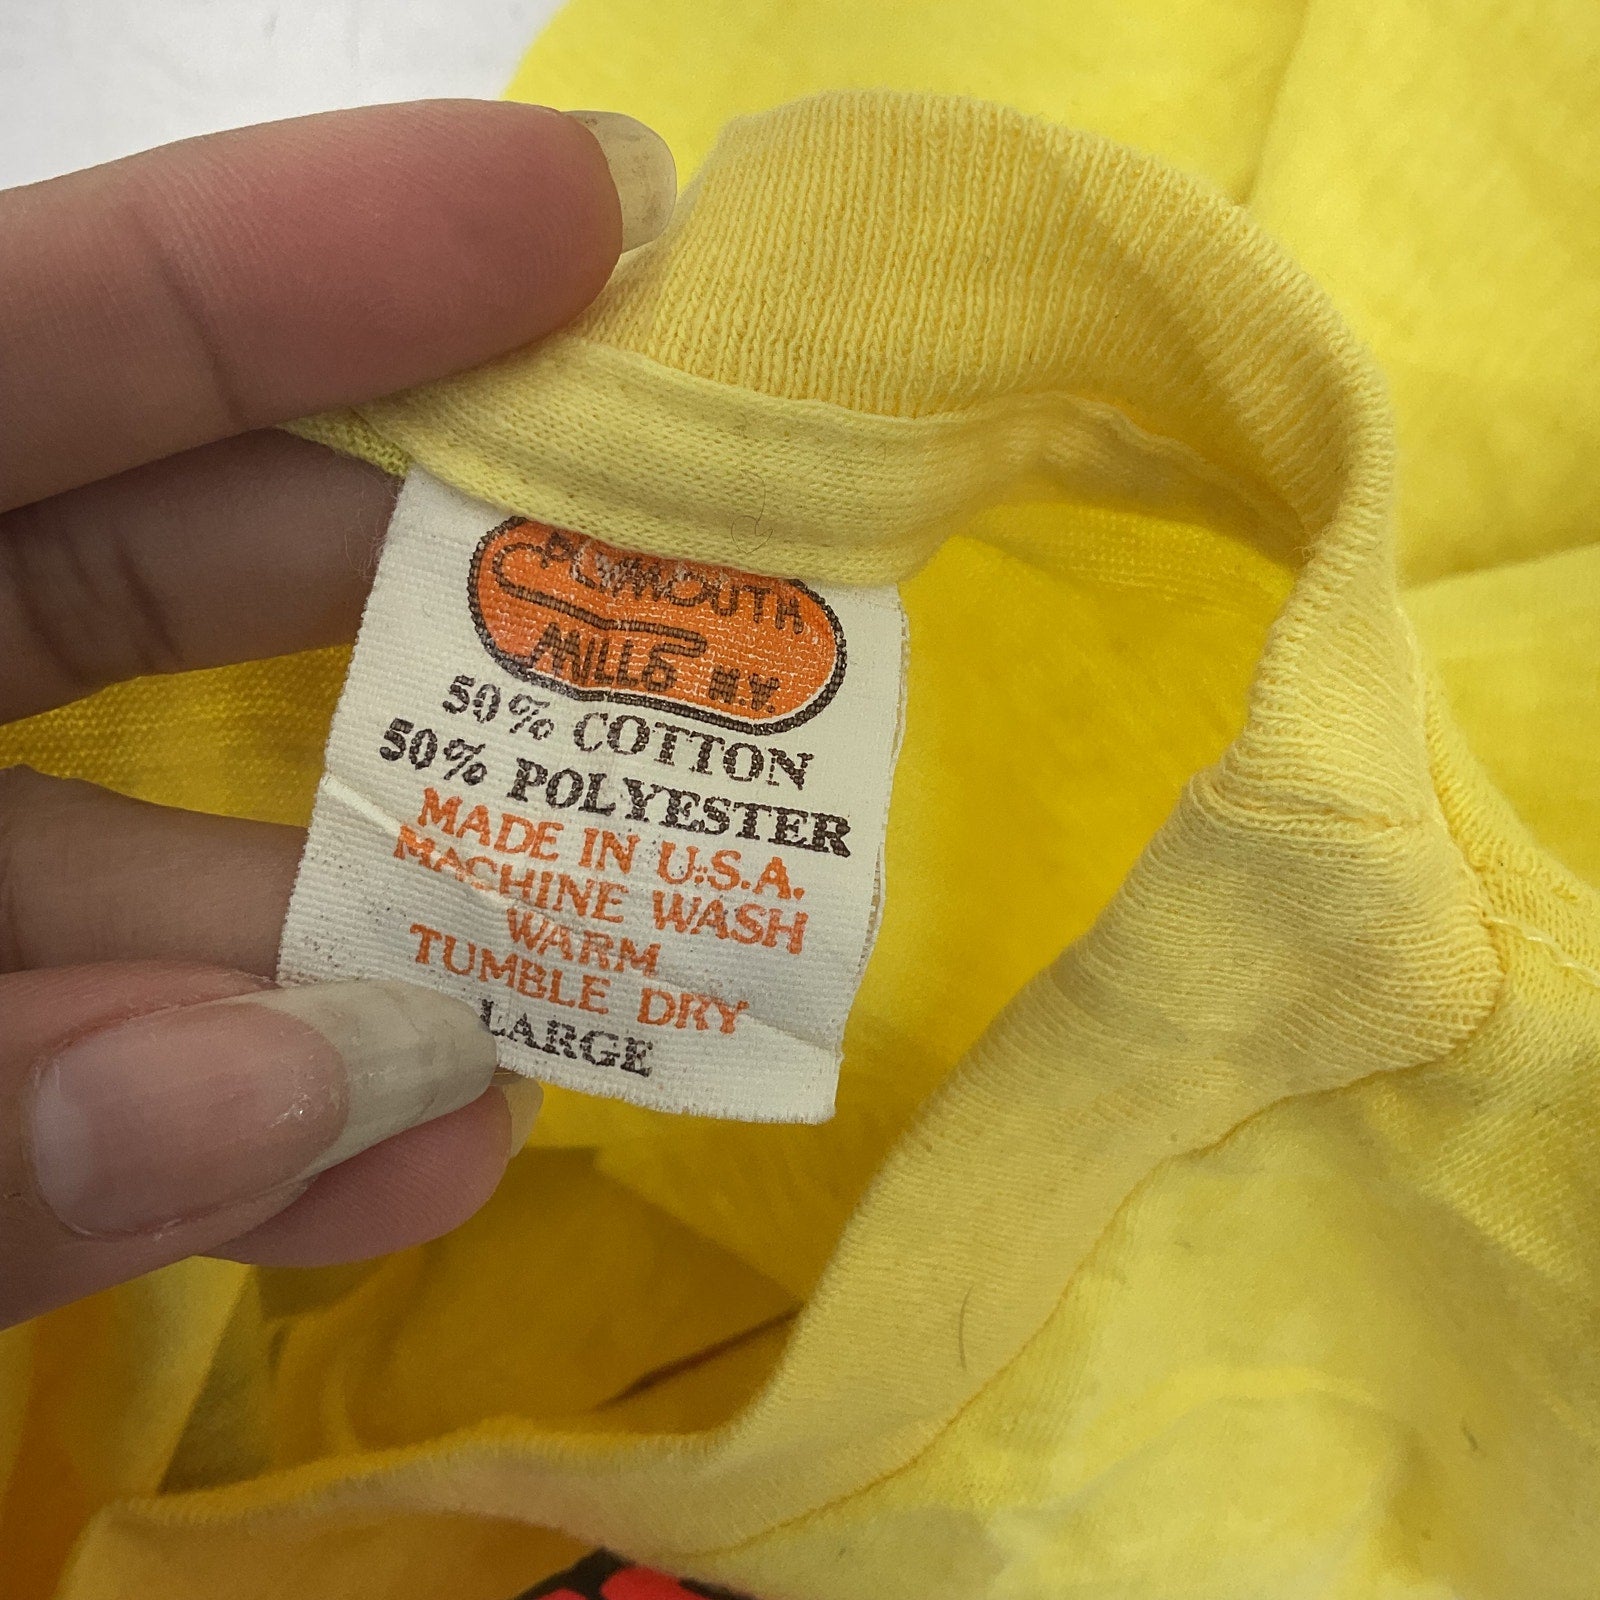 PLYMOUTH
MILLS N.Y.
50% COTTON
50% POLYESTER
MADE IN U.S.A.
MACHINE WASH
WARM
TUMBLE DRY
LARGE